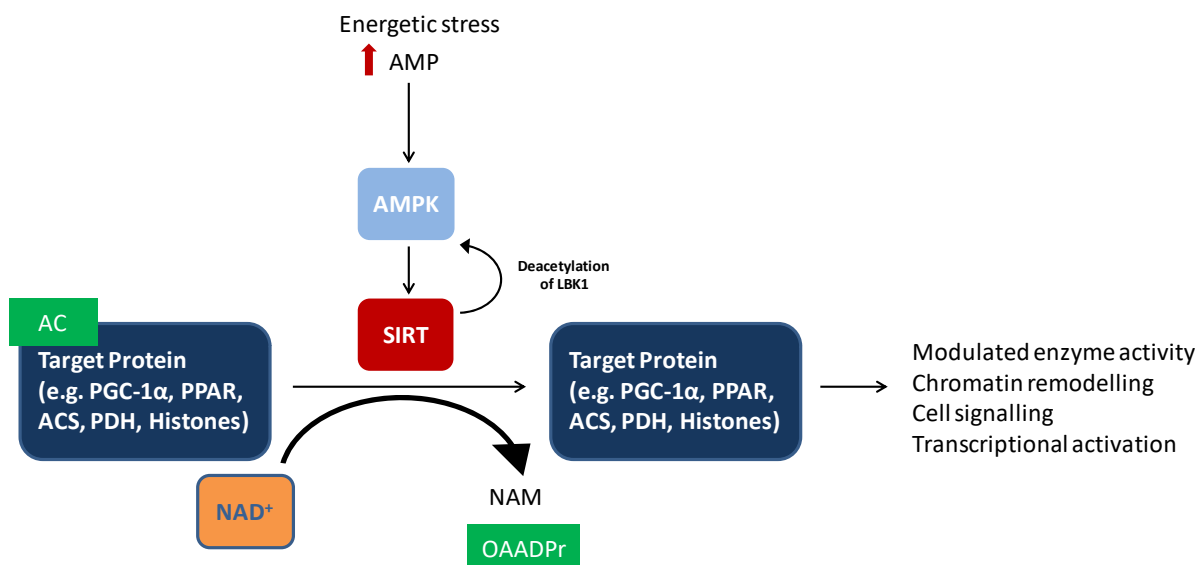 Energetic stress
AMP
AMPK
Deacetylation
of LBK1
SIRT
AC
Target Protein
(e.g. PGC-1α, PPAR,
ACS, PDH, Histones)
Target Protein
(e.g. PGC-1α, PPAR,
ACS, PDH, Histones)
Modulated enzyme activity
Chromatin remodelling
Cell signalling
Transcriptional activation
NAD⁺
NAM
OAADPr